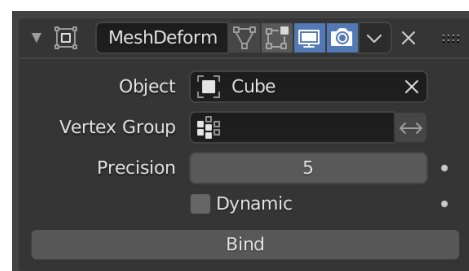 MeshDeform
Object Cube
Vertex Group
Precision 5
Dynamic
Bind